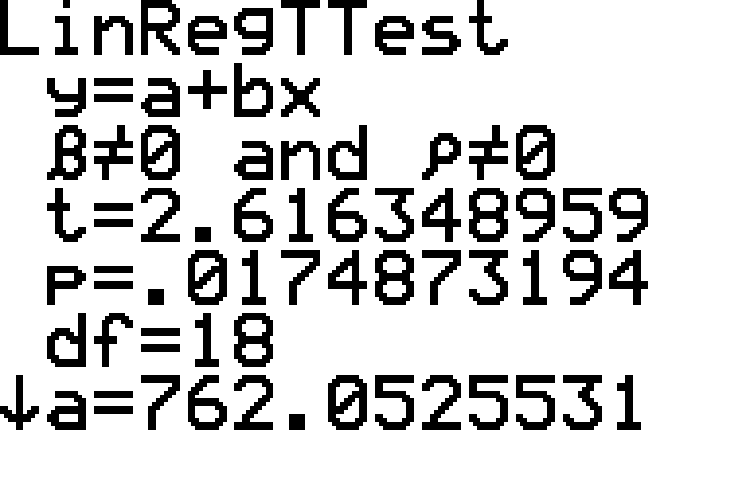 LinRegTTest
y=a+bx
β≠0 and ρ≠0
t=2.616348959
p=.0174873194
df=18
↓a=762.0525531